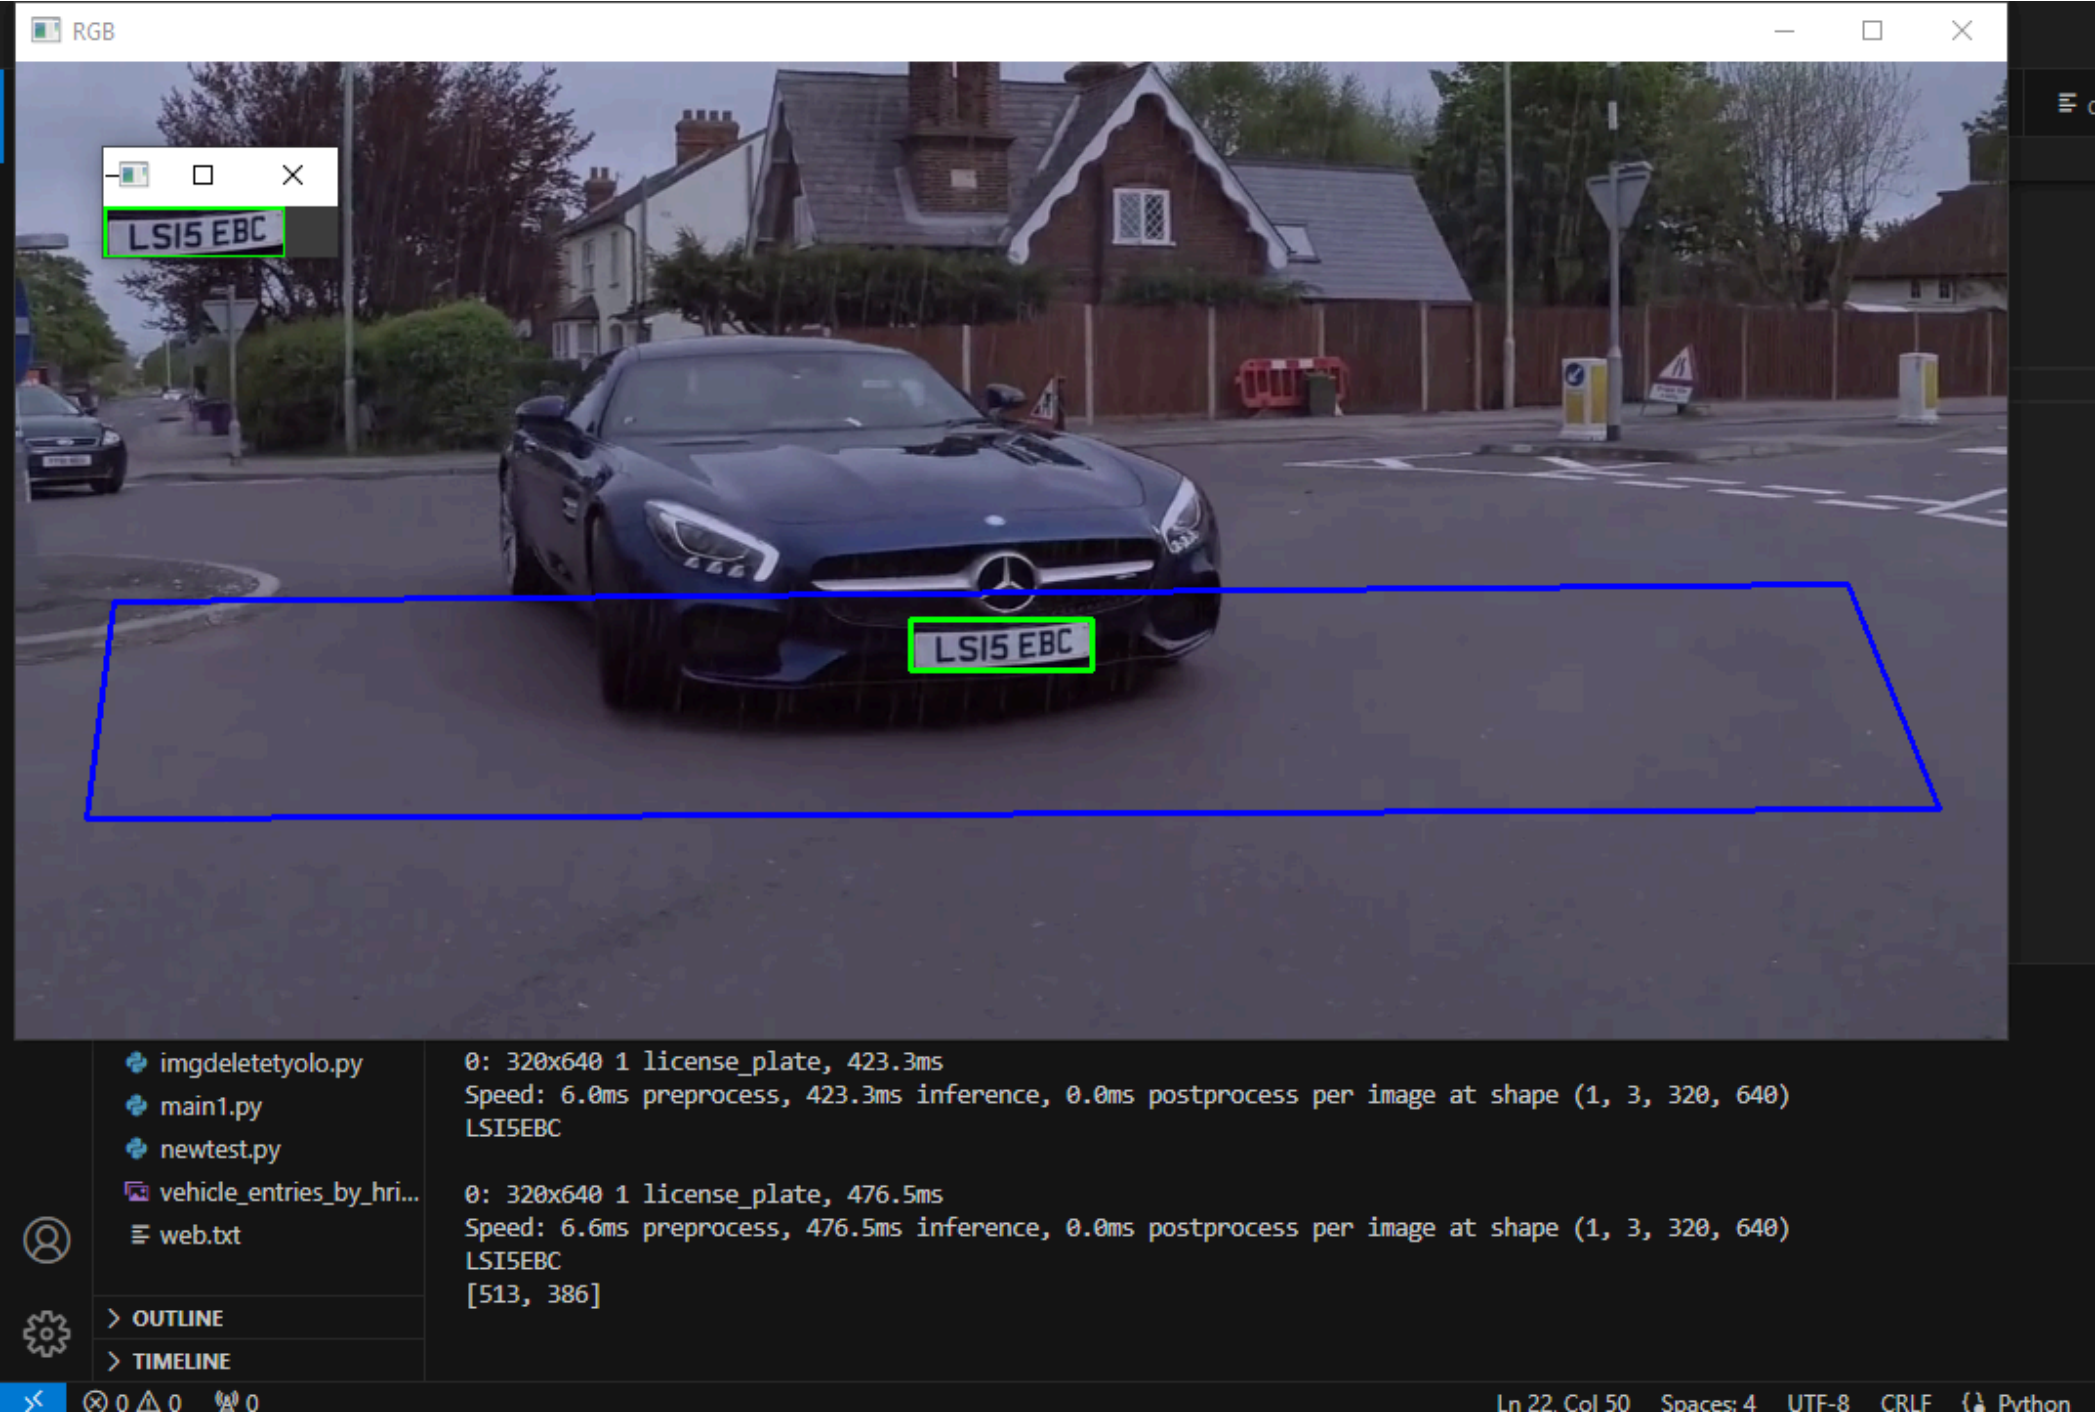 RGB
LS15 EBC
LS15 EBC
imgdeletetyolo.py
main1.py
newtest.py
vehicle_entries_by_hri...
web.txt
OUTLINE
TIMELINE
0: 320x640 1 license_plate, 423.3ms
Speed: 6.0ms preprocess, 423.3ms inference, 0.0ms postprocess per image at shape (1, 3, 320, 640)
LSI5EBC
0: 320x640 1 license_plate, 476.5ms
Speed: 6.6ms preprocess, 476.5ms inference, 0.0ms postprocess per image at shape (1, 3, 320, 640)
LSI5EBC
[513, 386]
0 0 0 Ln 22, Col 50 Spaces: 4 UTF-8 CRLF Python